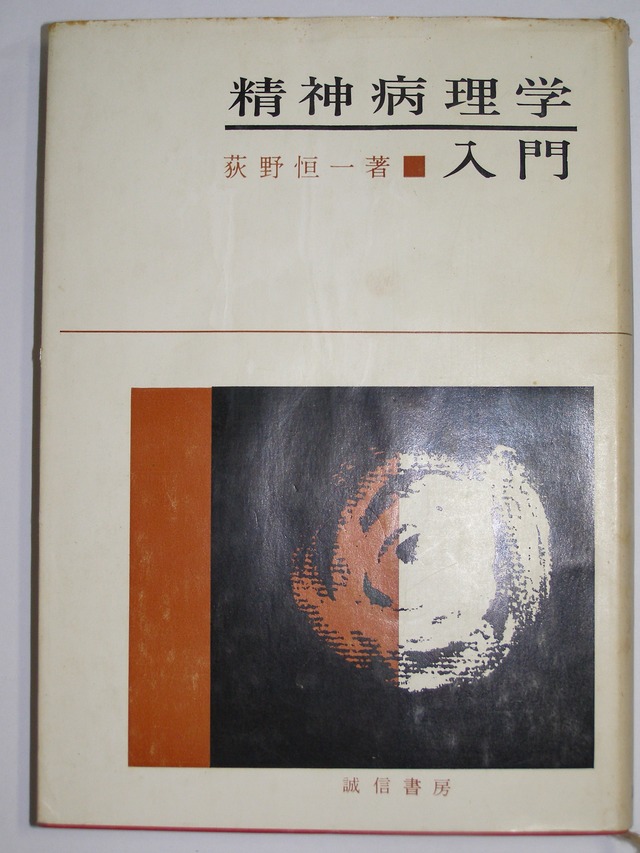 精神病理学
荻野恒一著■入門
誠信書房